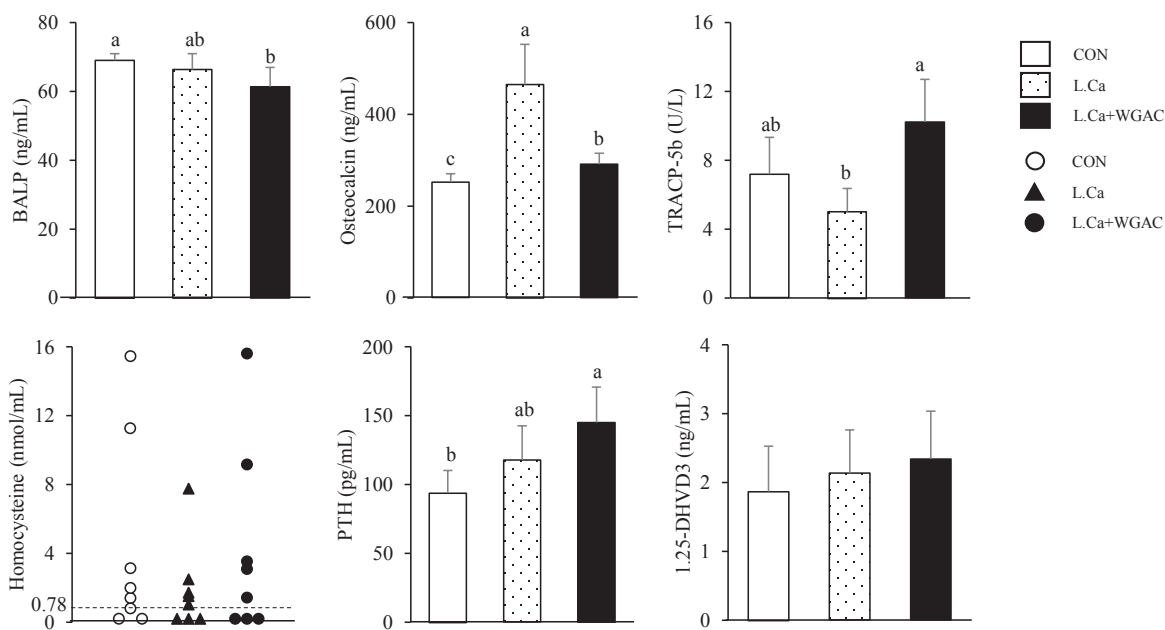 BALP (ng/mL)
80
60
40
20
0
a
ab
b
Osteocalcin (ng/mL)
600
400
200
0
c
a
b
TRACP-5b (U/L)
16
12
8
4
0
ab
b
a
CON
L.Ca
L.Ca+WGAC
CON
L.Ca
L.Ca+WGAC
Homocysteine (nmol/mL)
16
12
8
4
0.78
0
PTH (pg/mL)
200
150
100
50
0
b
ab
a
1.25-DHVD3 (ng/mL)
4
3
2
1
0